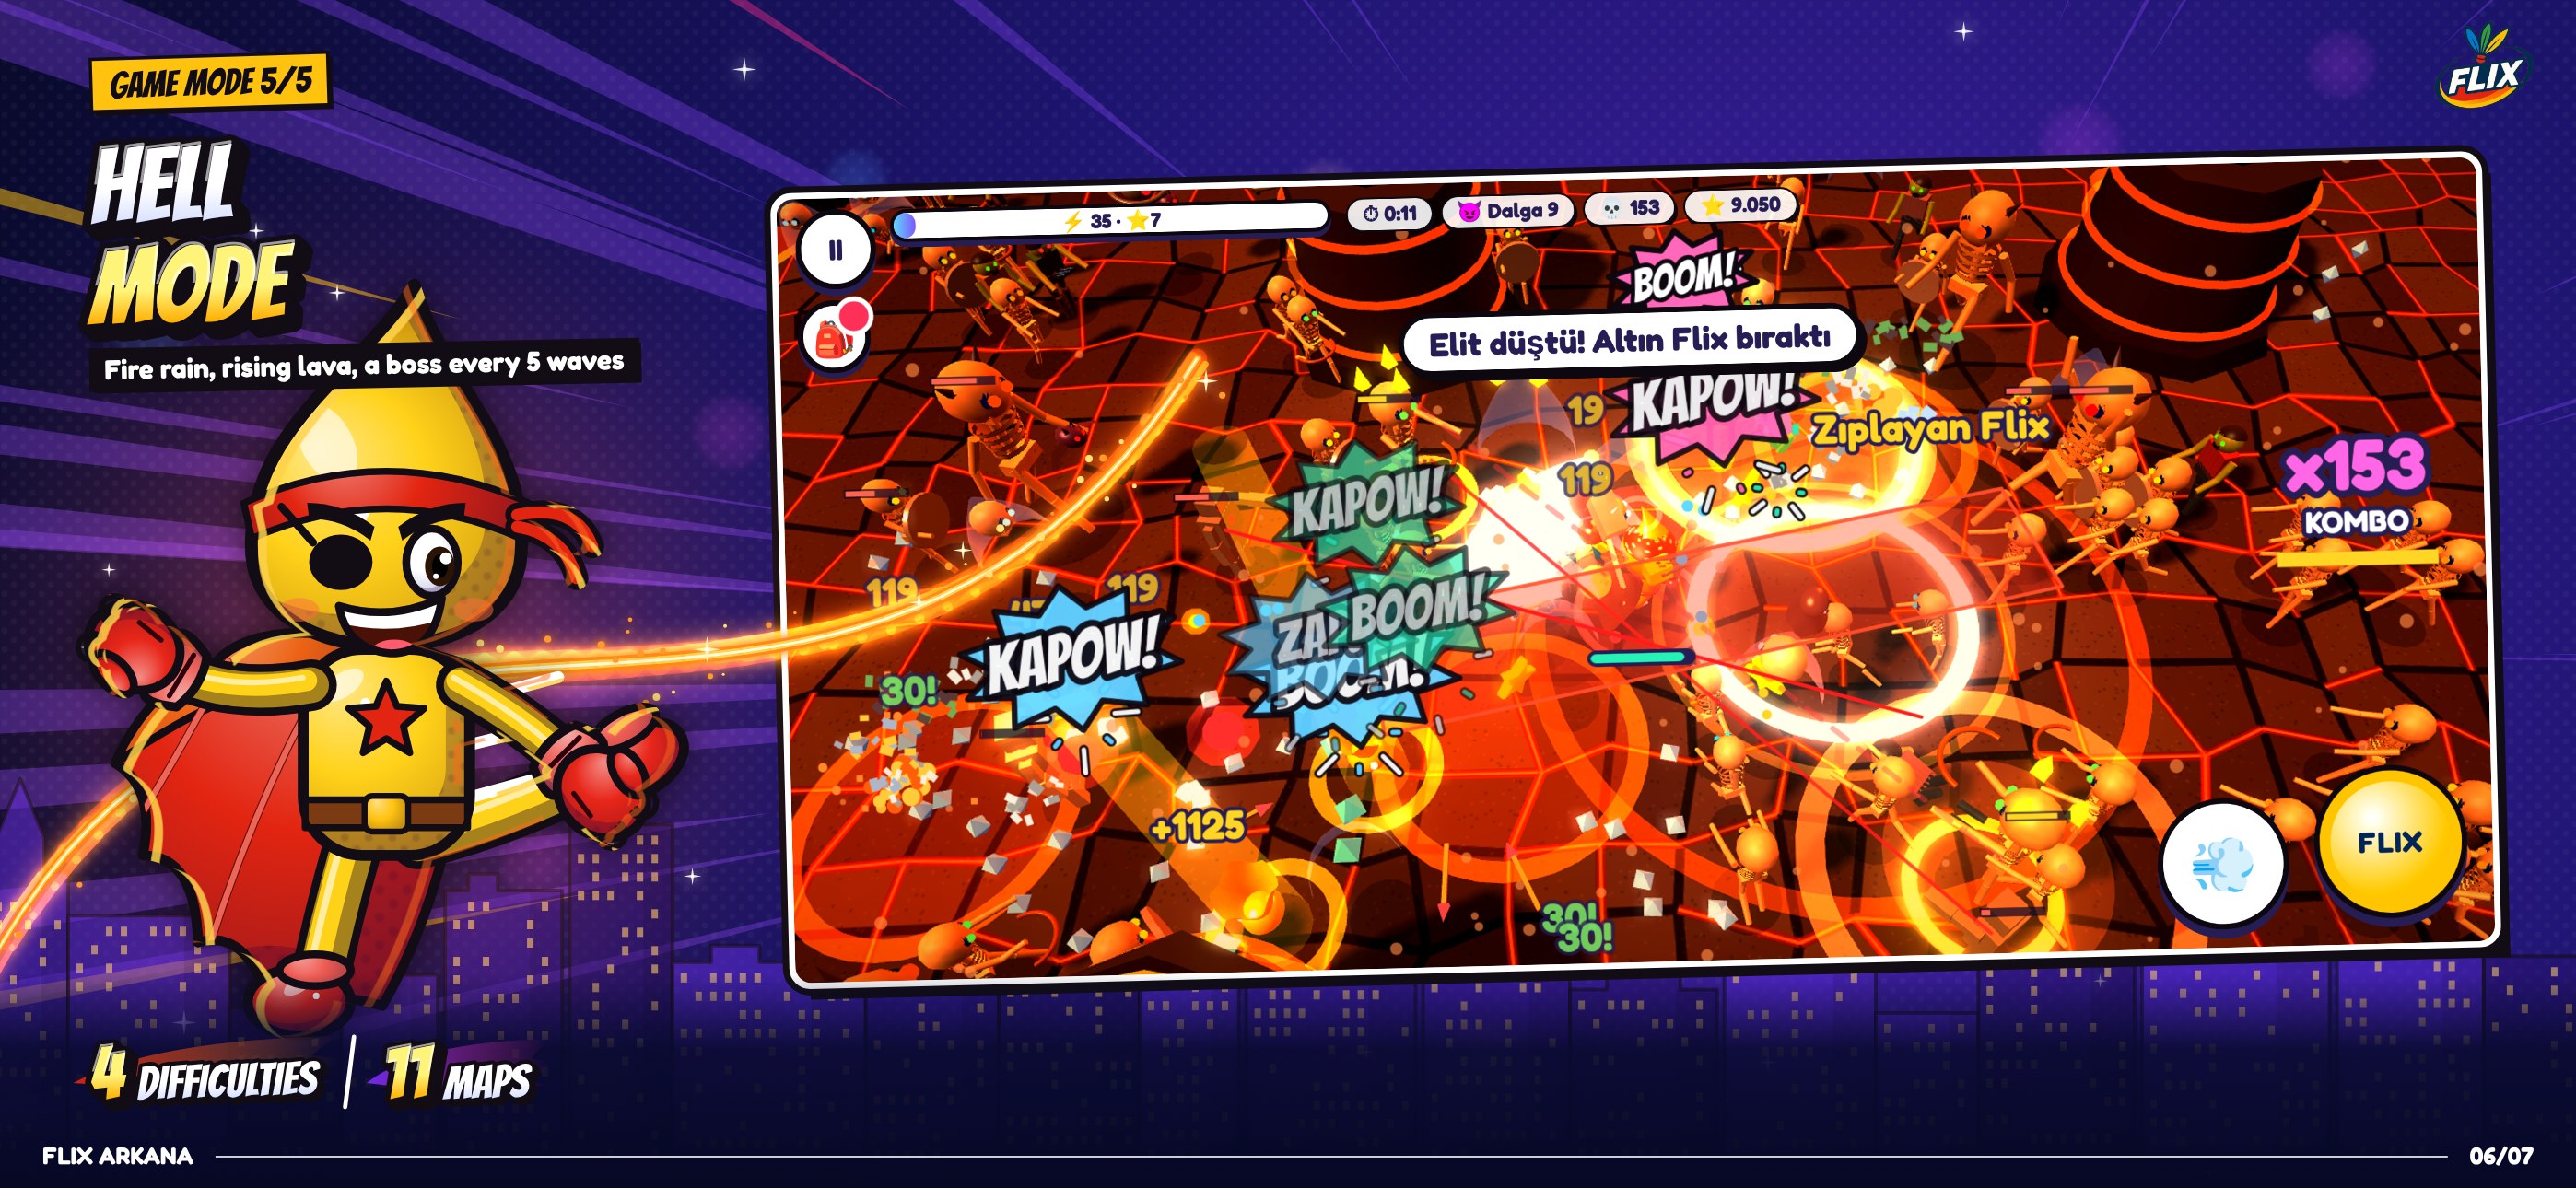 GAME MODE 5/5
FLIX
HELL
MODE
Fire rain, rising lava, a boss every 5 waves
35 · 7
0:11
Dalga 9
153
9.050
BOOM!
Elit düştü! Altın Flix bıraktı
KAPOW!
19
Zıplayan Flix
119
x153
KOMBO
KAPOW!
119
119
BOOM!
KAPOW!
30!
+1125
FLIX
30!
30!
4 DIFFICULTIES
11 MAPS
FLIX ARKANA
06/07